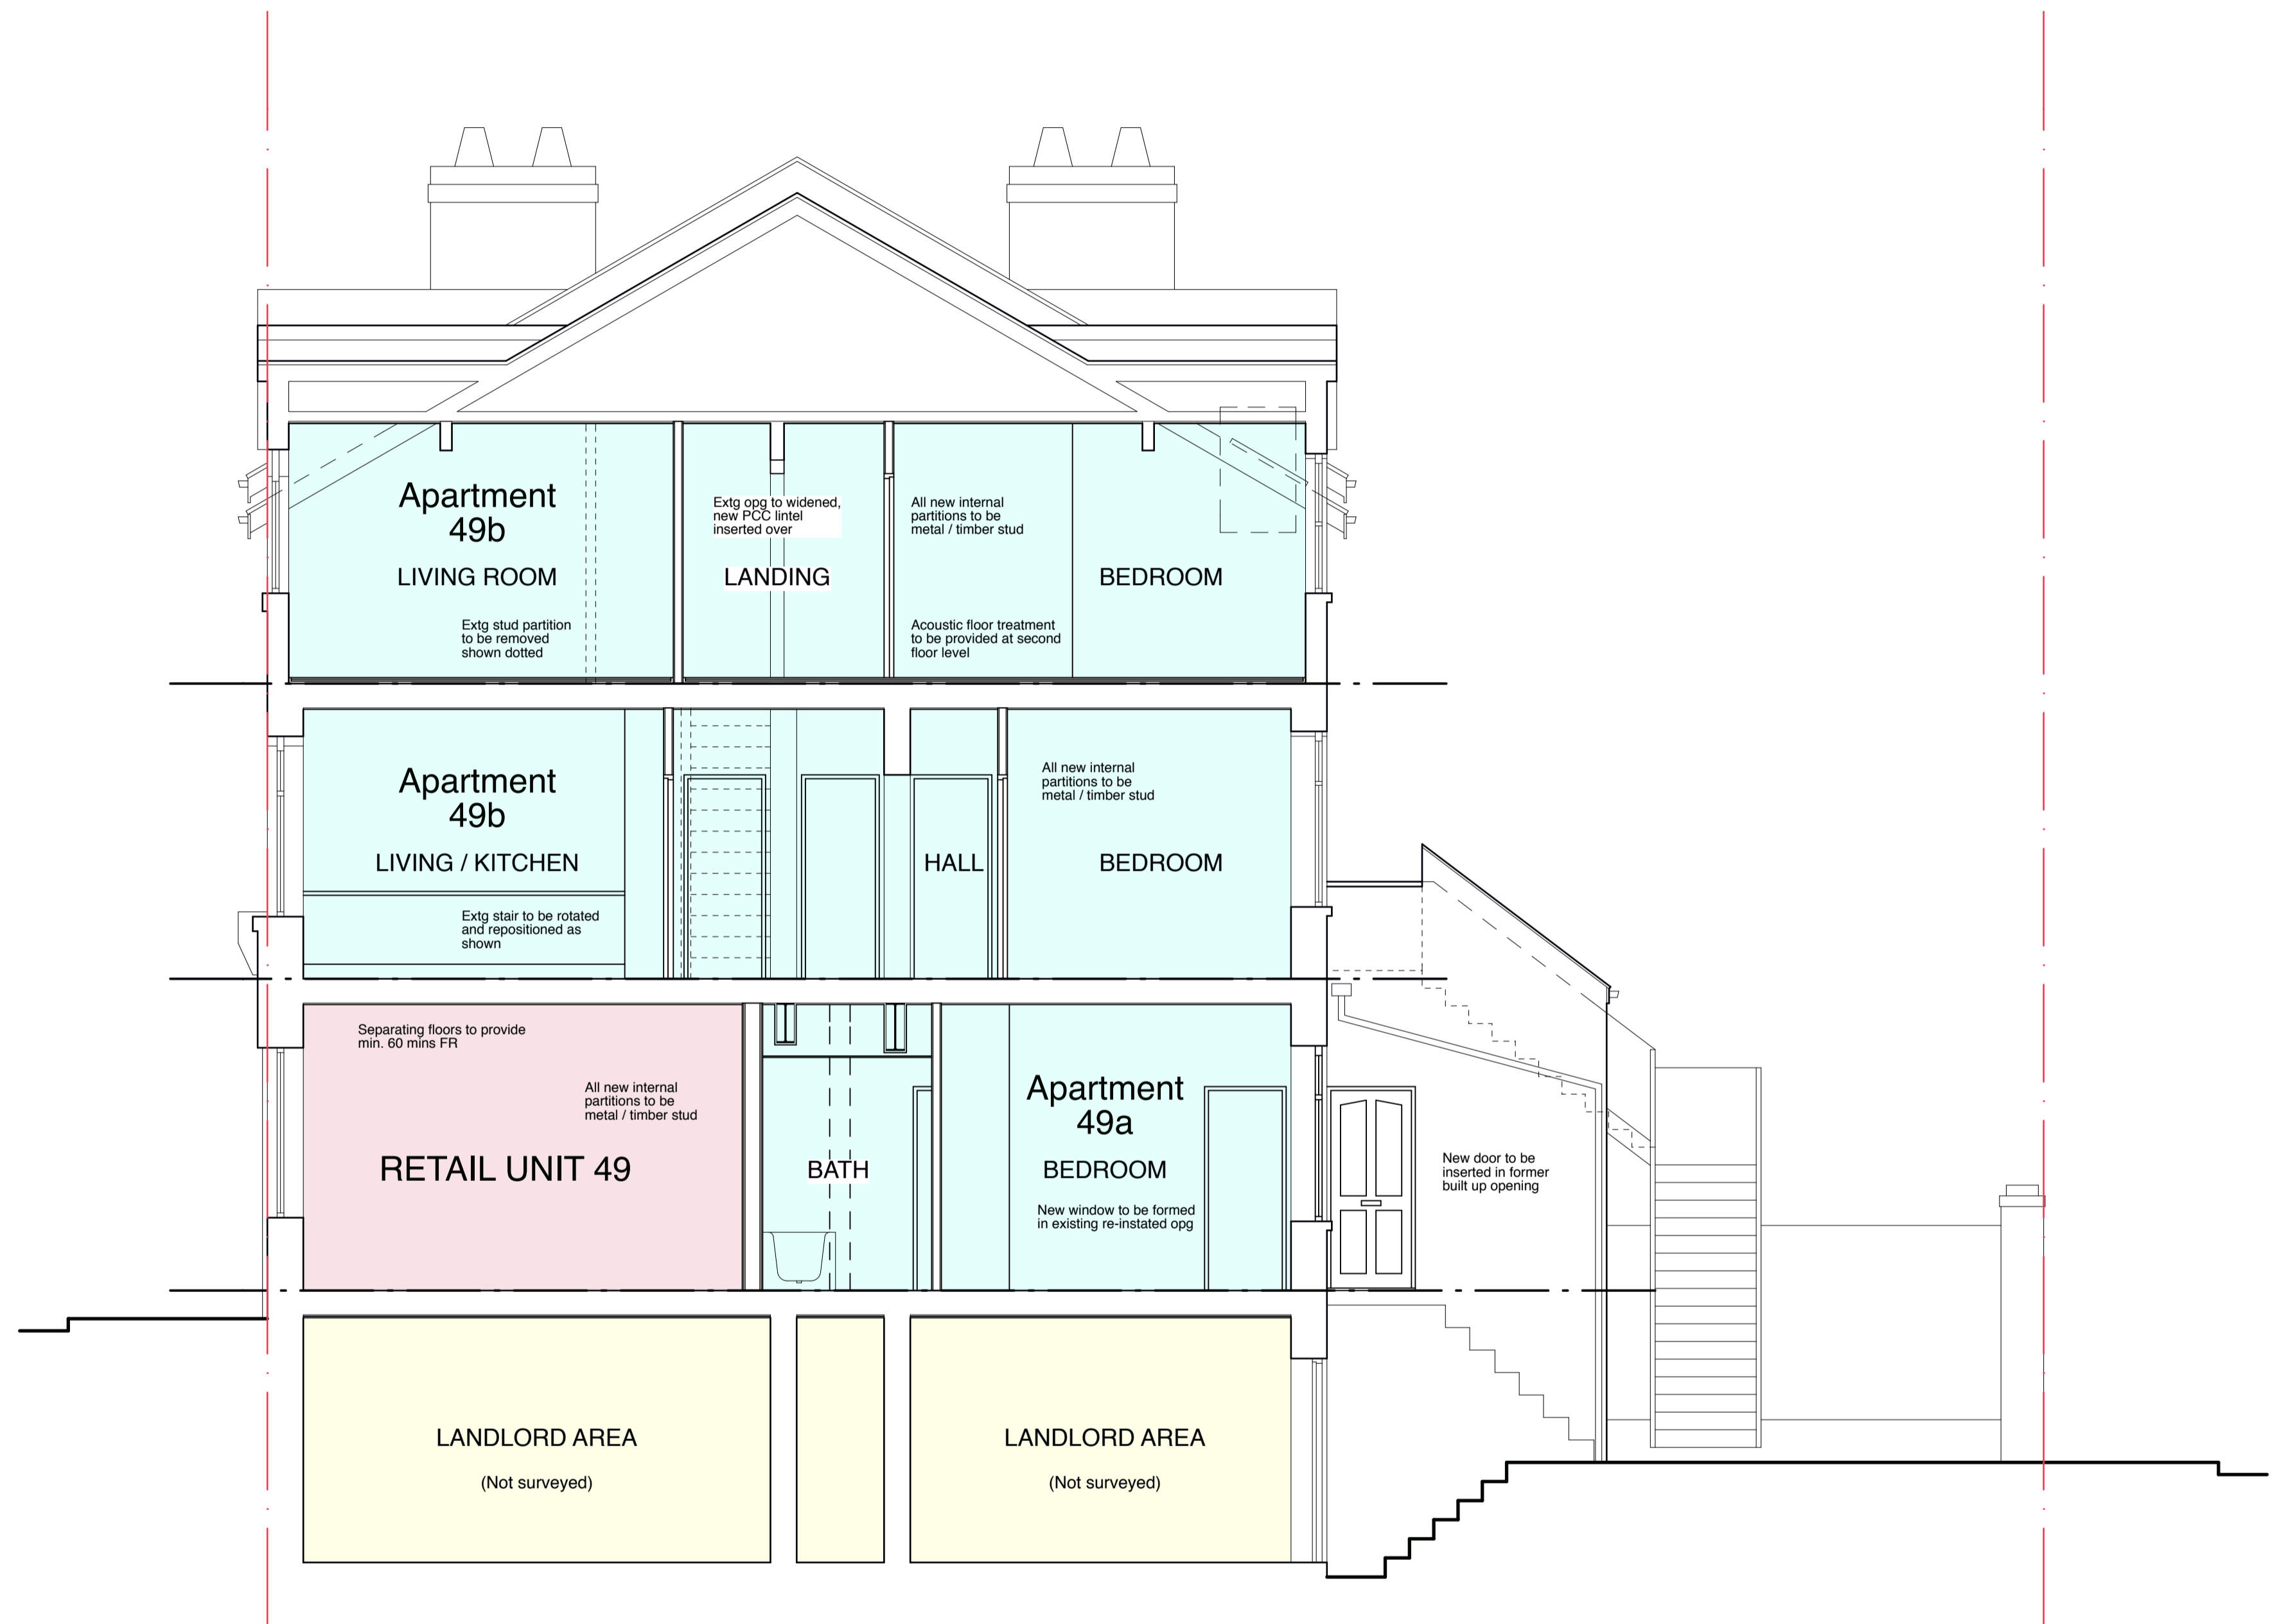 Apartment
49b
LIVING ROOM
Extg stud partition
to be removed
shown dotted
Extg opg to widened,
new PCC lintel
inserted over
LANDING
All new internal
partitions to be
metal / timber stud
Acoustic floor treatment
to be provided at second
floor level
BEDROOM
Apartment
49b
LIVING / KITCHEN
Extg stair to be rotated
and repositioned as
shown
HALL
All new internal
partitions to be
metal / timber stud
BEDROOM
Separating floors to provide
min. 60 mins FR
All new internal
partitions to be
metal / timber stud
RETAIL UNIT 49
BATH
Apartment
49a
BEDROOM
New window to be formed
in existing re-instated opg
New door to be
inserted in former
built up opening
LANDLORD AREA
(Not surveyed)
LANDLORD AREA
(Not surveyed)